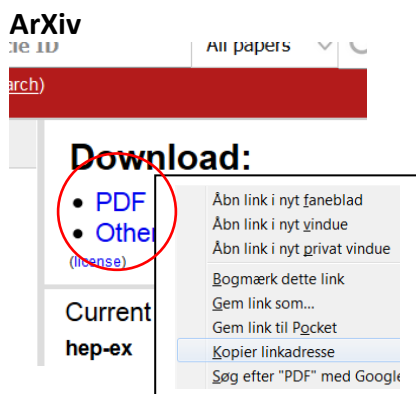 ArXiv
cle ID
All papers
arch)
Download:
• PDF
• Other
(license)
Current
hep-ex
Åbn link i nyt faneblad
Åbn link i nyt vindue
Åbn link i nyt privat vindue
Bogmærk dette link
Gem link som...
Gem link til Pocket
Kopier linkadresse
Søg efter "PDF" med Google